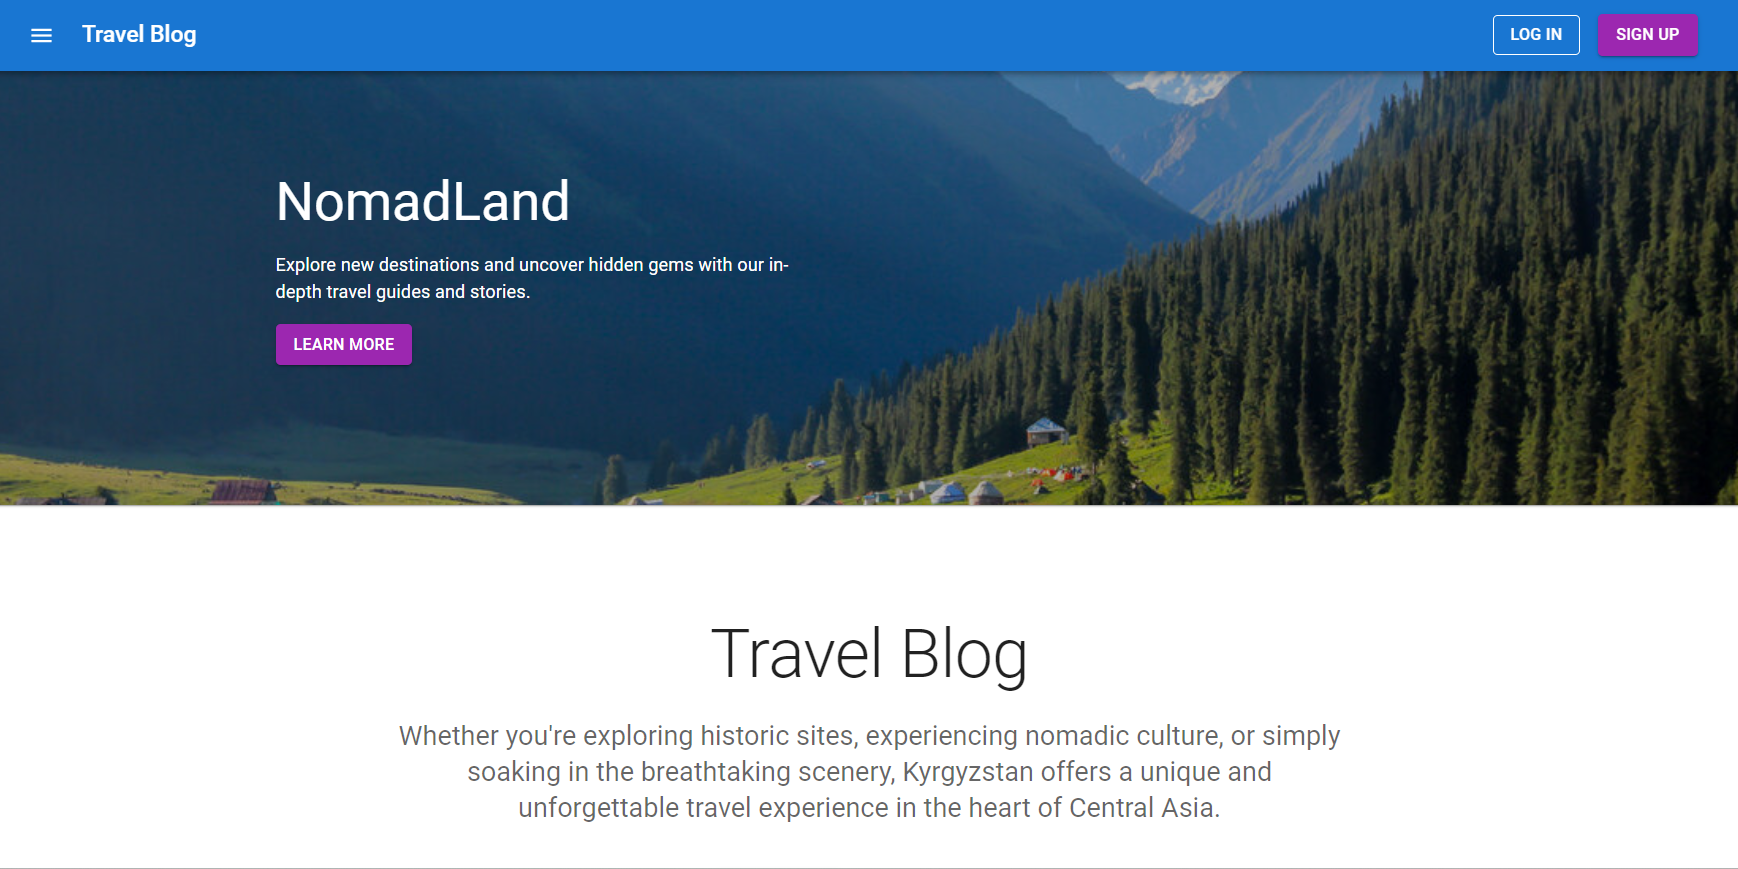 Travel Blog
LOG IN
SIGN UP
NomadLand
Explore new destinations and uncover hidden gems with our in-
depth travel guides and stories.
LEARN MORE
Travel Blog
Whether you're exploring historic sites, experiencing nomadic culture, or simply
soaking in the breathtaking scenery, Kyrgyzstan offers a unique and
unforgettable travel experience in the heart of Central Asia.